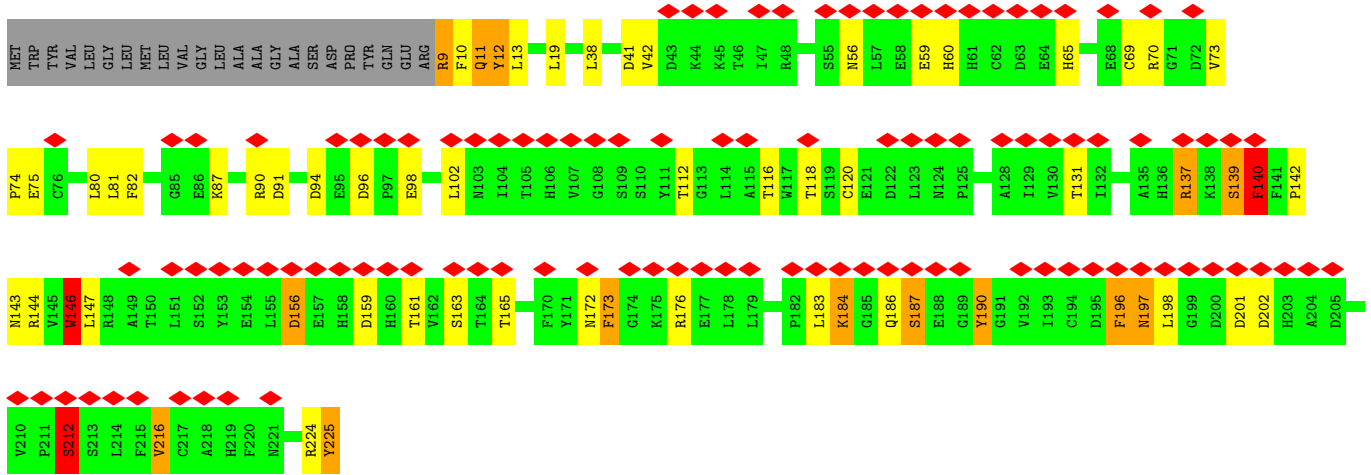 MET TRP TYR VAL LEU GLY LEU MET LEU VAL GLY LEU ALA ALA GLY ALA SER ASP PRO TYR GLN GLU ARG R9 F10 Q11 Y12 L13 L19 L38 D41 V42 D43 K44 K45 T46 I47 R48 S55 N56 L57 E58 E59 H60 H61 C62 D63 E64 H65 E68 C69 R70 G71 D72 V73
P74 E75 C76 L80 L81 F82 G85 E86 K87 R90 D91 D94 E95 D96 P97 E98 L102 N103 I104 T105 H106 V107 G108 S109 S110 Y111 T112 G113 L114 A115 T116 W117 T118 S119 C120 E121 D122 L123 N124 P125 A128 I129 V130 T131 I132 A135 H136 R137 K138 S139 F140 F141 P142
N143 R144 V145 W146 L147 R148 A149 T150 L151 S152 Y153 E154 L155 D156 E157 H158 D159 H160 T161 V162 S163 T164 T165 F170 Y171 N172 F173 G174 K175 R176 E177 L178 L179 P182 L183 K184 G185 Q186 S187 E188 G189 Y190 G191 V192 I193 C194 D195 F196 N197 L198 G199 D200 D201 D202 H203 A204 D205
V210 P211 S212 S213 L214 F215 V216 C217 A218 H219 F220 N221 R224 Y225